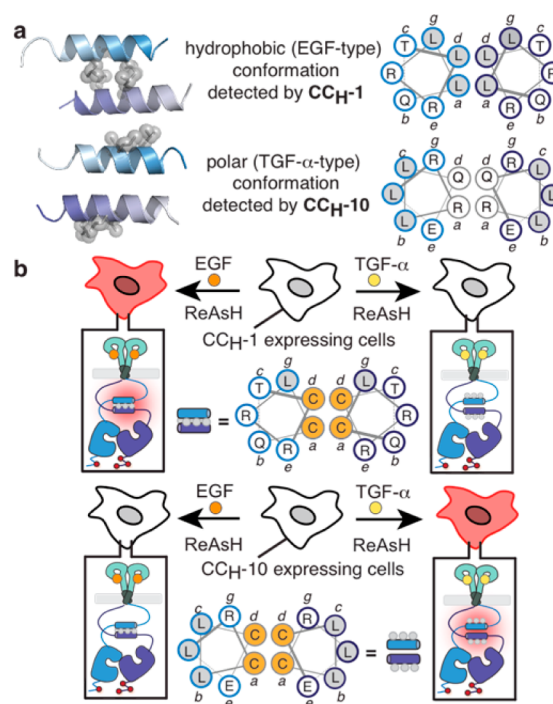 a
hydrophobic (EGF-type)
conformation
detected by CCH-1
c g d d g c
T L L L L T
R L L R
Q R R Q
b e a a e b
polar (TGF-α-type)
conformation
detected by CCH-10
c g d d g c
L R Q Q R L
L R R L
L E E L
b e a a e b
b
EGF
ReAsH
TGF-α
ReAsH
CCH-1 expressing cells
c g d d g c
T L C C L T
R C C R
Q R R Q
b e a a e b
=
EGF
ReAsH
TGF-α
ReAsH
CCH-10 expressing cells
c g d d g c
L R C C R L
L C C L
L E E L
b e a a e b
=